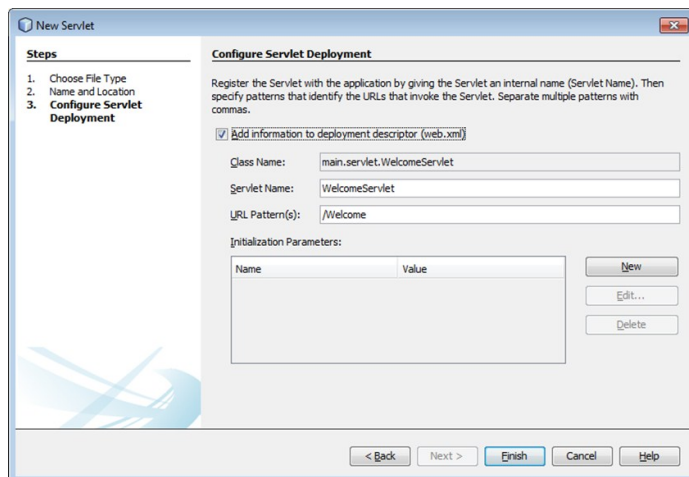 New Servlet
Steps
1. Choose File Type
2. Name and Location
3. Configure Servlet
Deployment
Configure Servlet Deployment
Register the Servlet with the application by giving the Servlet an internal name (Servlet Name). Then
specify patterns that identify the URLs that invoke the Servlet. Separate multiple patterns with
commas.
Add information to deployment descriptor (web.xml)
Class Name: main.servlet.WelcomeServlet
Servlet Name: WelcomeServlet
URL Pattern(s): /Welcome
Initialization Parameters:
Name Value
New
Edit...
Delete
< Back Next > Finish Cancel Help